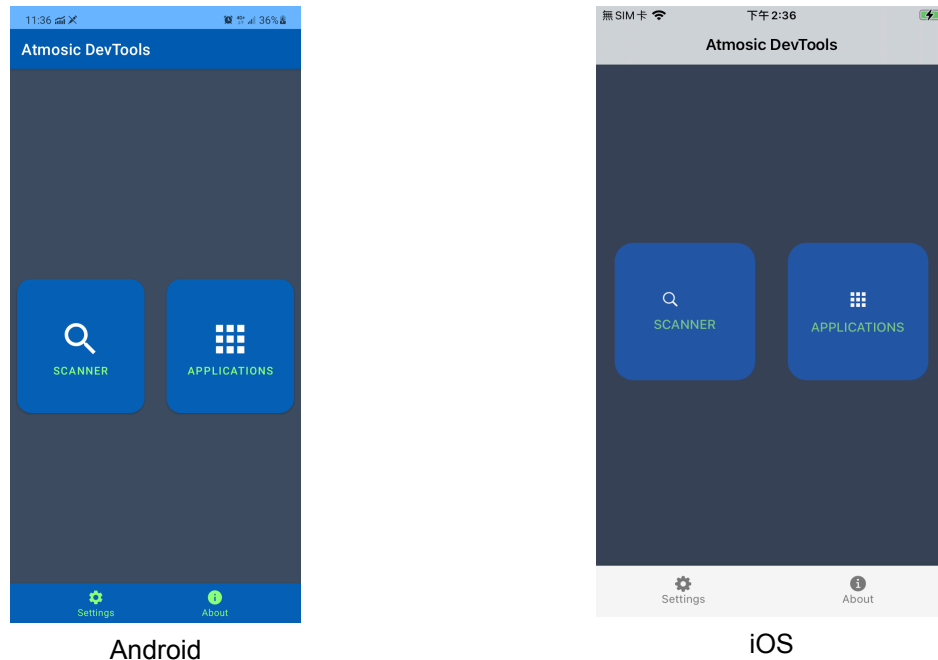 11:36 36%
Atmosic DevTools
SCANNER APPLICATIONS
Settings About
Android
無SIM卡 下午2:36
Atmosic DevTools
SCANNER APPLICATIONS
Settings About
iOS